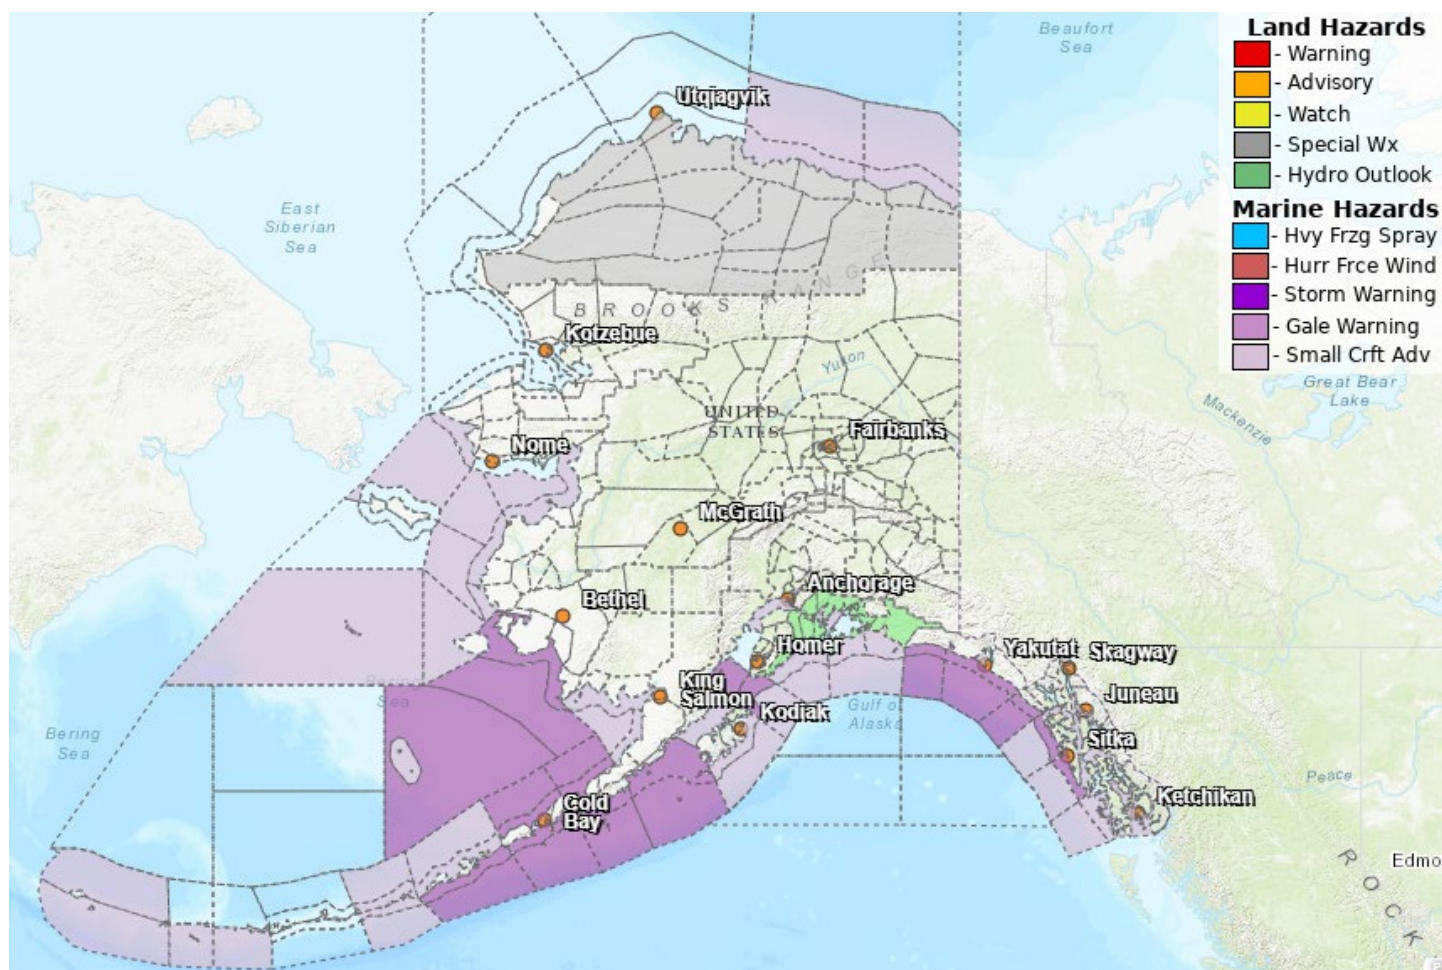 Beaufort
Sea
Land Hazards
- Warning
- Advisory
- Watch
- Special Wx
- Hydro Outlook
Marine Hazards
- Hvy Frzg Spray
- Hurr Frce Wind
- Storm Warning
- Gale Warning
- Small Crft Adv
Utqiagvik
East
Siberian
Sea
BROOKS RANGE
Kotzebue
Yukon
Great Bear
Lake
Mackenzie
UNITED
STATES
Fairbanks
Nome
McGrath
Anchorage
Bethel
Homer
Yakutat
Skagway
King
Salmon
Bering
Sea
Juneau
Kodiak
Gulf of
Alaska
Bering
Sea
Sitka
Peace
Cold
Bay
Ketchikan
Edmo
ROCK